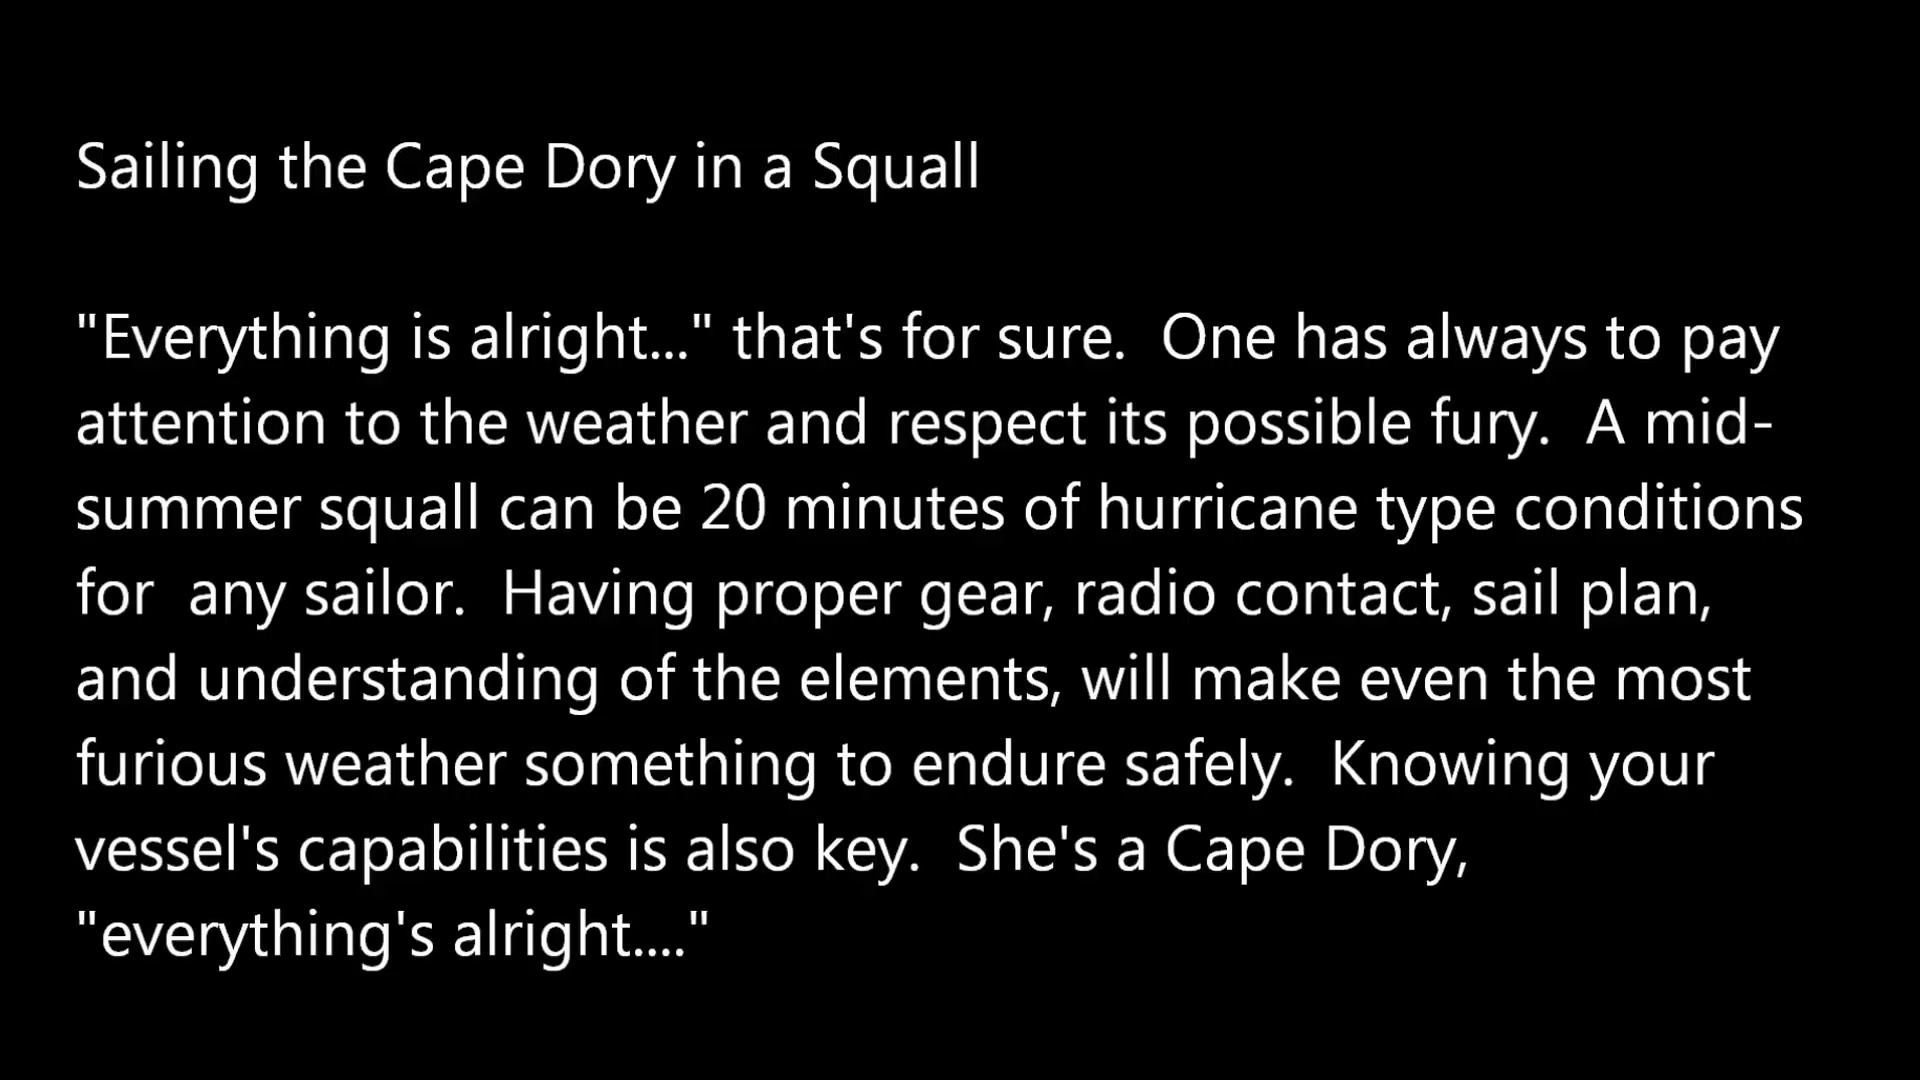 Sailing the Cape Dory in a Squall
"Everything is alright..." that's for sure.  One has always to pay
attention to the weather and respect its possible fury.  A mid-
summer squall can be 20 minutes of hurricane type conditions
for  any sailor.  Having proper gear, radio contact, sail plan,
and understanding of the elements, will make even the most
furious weather something to endure safely.  Knowing your
vessel's capabilities is also key.  She's a Cape Dory,
"everything's alright...."